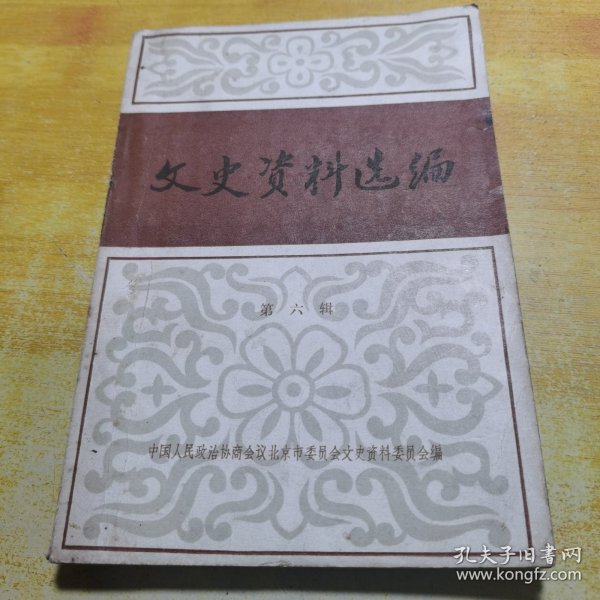 文史资料选编
第六辑
中国人民政治协商会议北京市委员会文史资料委员会编
孔夫子旧书网
www.kongfz.com